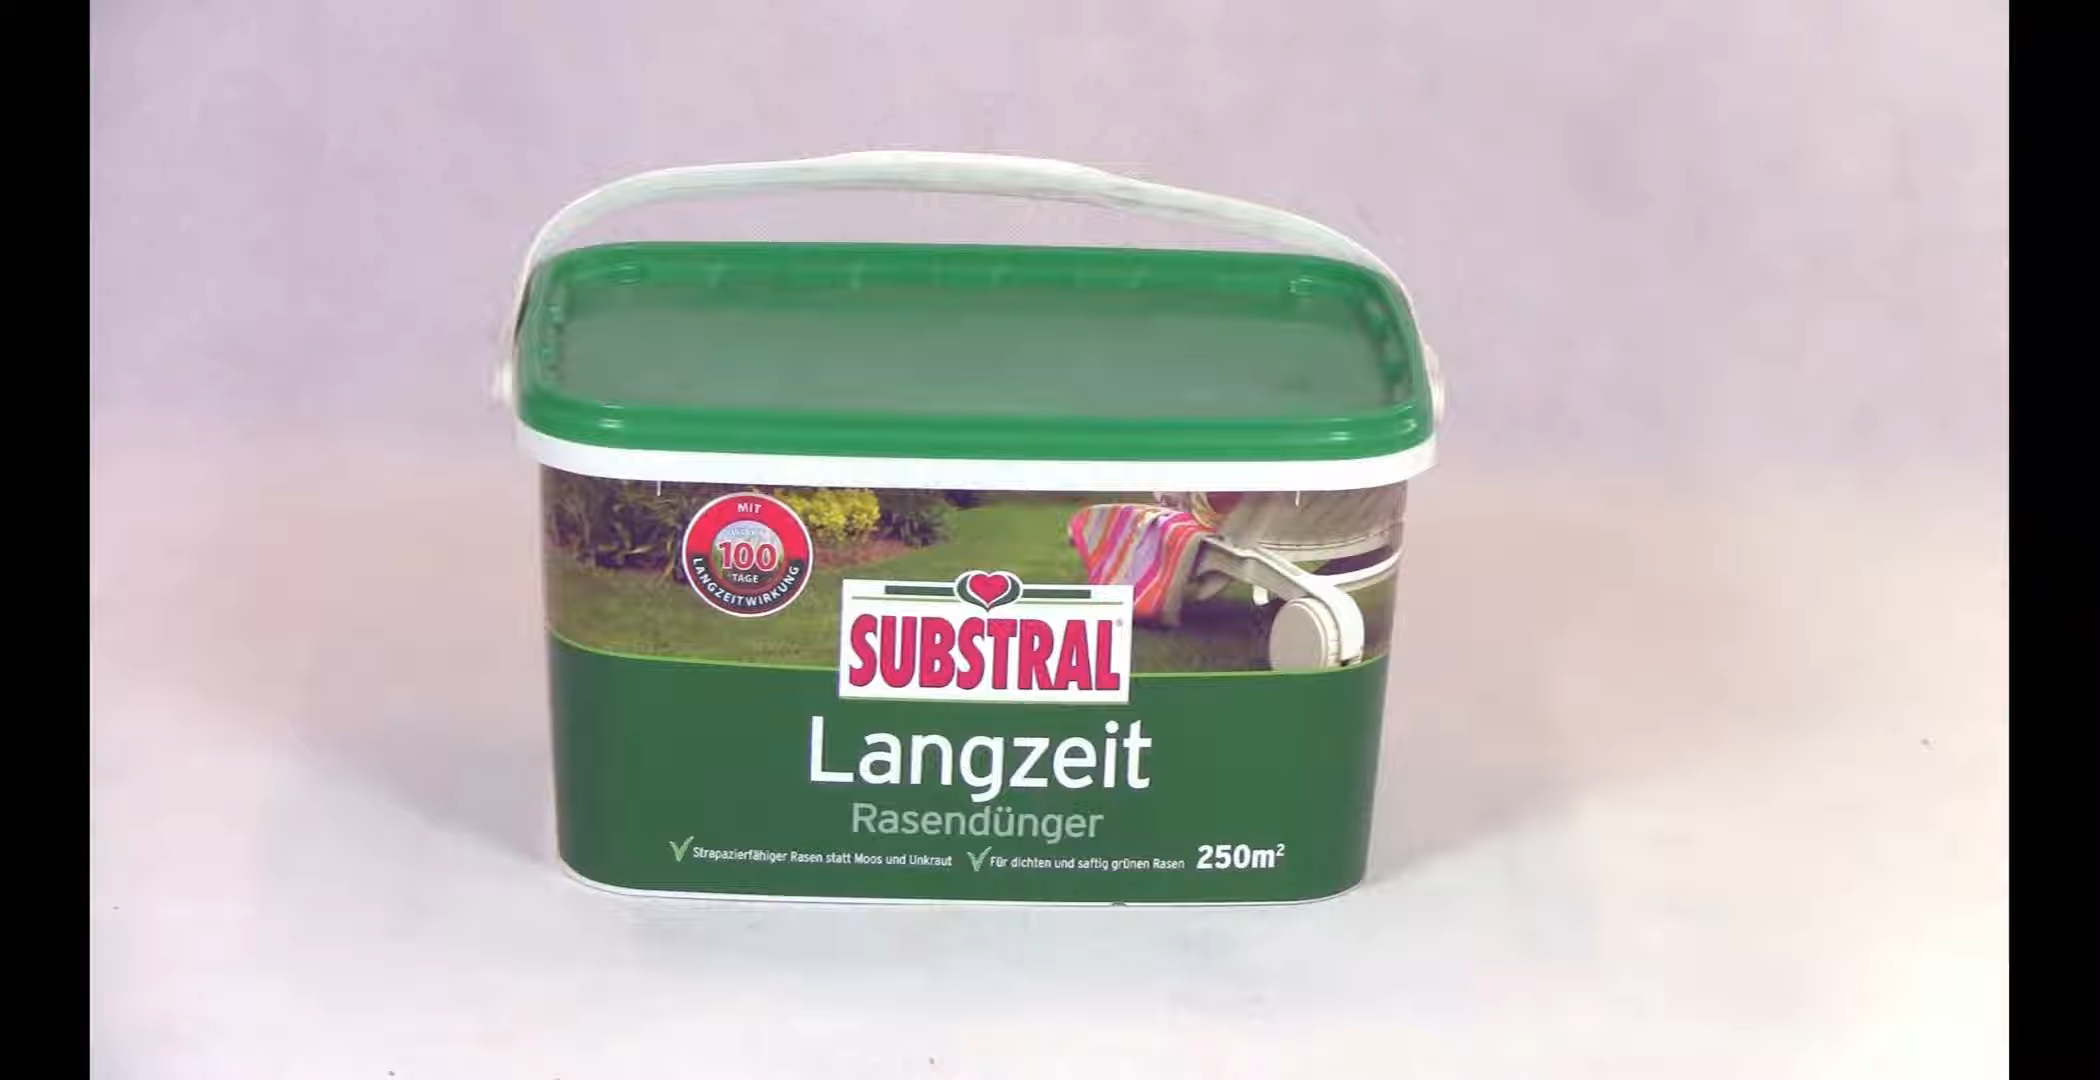 MIT
100
TAGE
LANGZEITWIRKUNG
SUBSTRAL®
Langzeit
Rasendünger
Strapazierfähiger Rasen statt Moos und Unkraut
Für dichten und saftig grünen Rasen
250m²